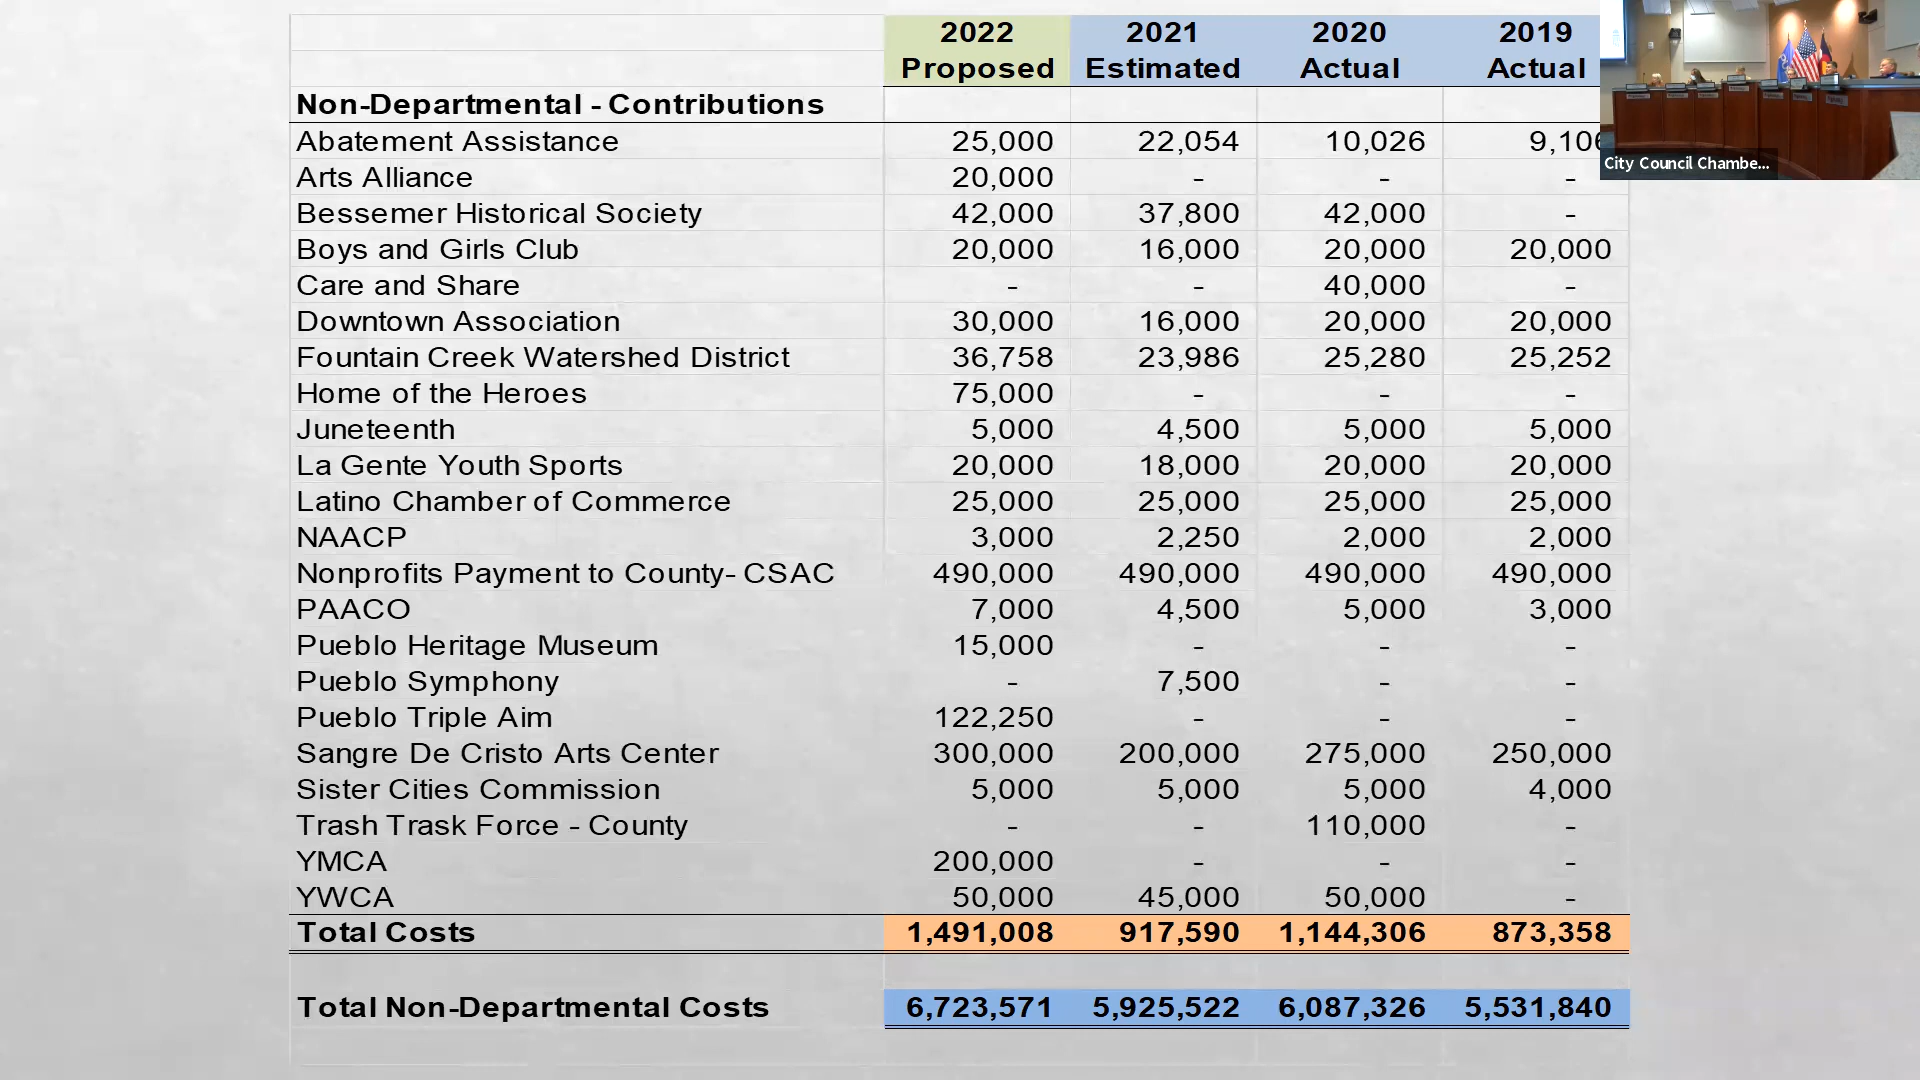 2022 2021 2020 2019
Proposed Estimated Actual Actual
Non-Departmental - Contributions
Abatement Assistance 25,000 22,054 10,026 9,106
Arts Alliance 20,000 - - -
Bessemer Historical Society 42,000 37,800 42,000 -
Boys and Girls Club 20,000 16,000 20,000 20,000
Care and Share - - 40,000 -
Downtown Association 30,000 16,000 20,000 20,000
Fountain Creek Watershed District 36,758 23,986 25,280 25,252
Home of the Heroes 75,000 - - -
Juneteenth 5,000 4,500 5,000 5,000
La Gente Youth Sports 20,000 18,000 20,000 20,000
Latino Chamber of Commerce 25,000 25,000 25,000 25,000
NAACP 3,000 2,250 2,000 2,000
Nonprofits Payment to County- CSAC 490,000 490,000 490,000 490,000
PAACO 7,000 4,500 5,000 3,000
Pueblo Heritage Museum 15,000 - - -
Pueblo Symphony - 7,500 - -
Pueblo Triple Aim 122,250 - - -
Sangre De Cristo Arts Center 300,000 200,000 275,000 250,000
Sister Cities Commission 5,000 5,000 5,000 4,000
Trash Trask Force - County - - 110,000 -
YMCA 200,000 - - -
YWCA 50,000 45,000 50,000 -
Total Costs 1,491,008 917,590 1,144,306 873,358
Total Non-Departmental Costs 6,723,571 5,925,522 6,087,326 5,531,840
City Council Chambe...